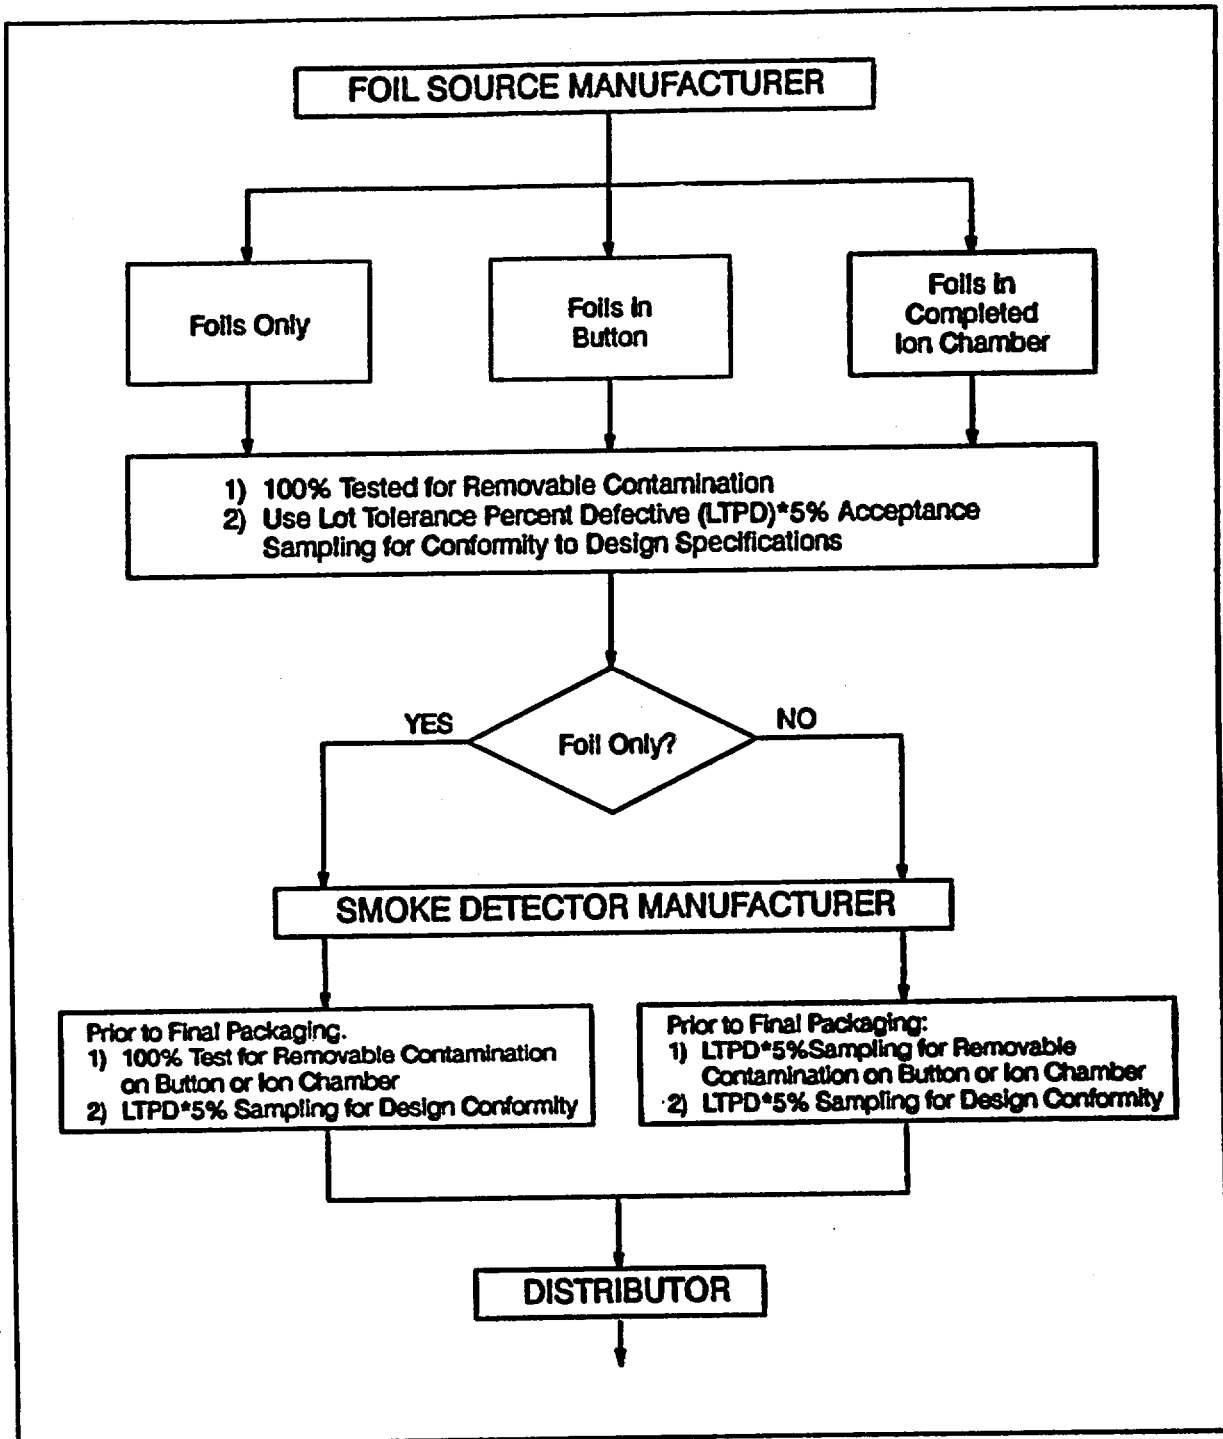 FOIL SOURCE MANUFACTURER
Foils Only
Foils in
Button
Foils in
Completed
Ion Chamber
1) 100% Tested for Removable Contamination
2) Use Lot Tolerance Percent Defective (LTPD)*5% Acceptance
Sampling for Conformity to Design Specifications
YES
Foil Only?
NO
SMOKE DETECTOR MANUFACTURER
Prior to Final Packaging.
1) 100% Test for Removable Contamination
on Button or Ion Chamber
2) LTPD*5% Sampling for Design Conformity
Prior to Final Packaging:
1) LTPD*5%Sampling for Removable
Contamination on Button or Ion Chamber
2) LTPD*5% Sampling for Design Conformity
DISTRIBUTOR